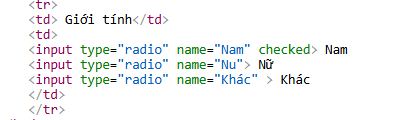 <tr>
<td> Giới tính</td>
<td>
<input type="radio" name="Nam" checked> Nam
<input type="radio" name="Nu"> Nữ
<input type="radio" name="Khác" > Khác
</td>
</tr>